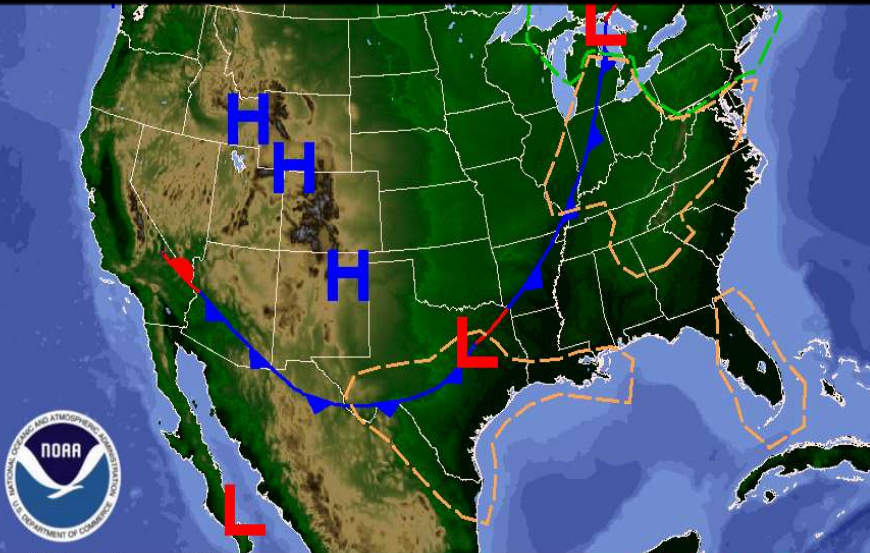 L
H
H
H
L
L
NOAA
NATIONAL OCEANIC AND ATMOSPHERIC ADMINISTRATION
U.S. DEPARTMENT OF COMMERCE